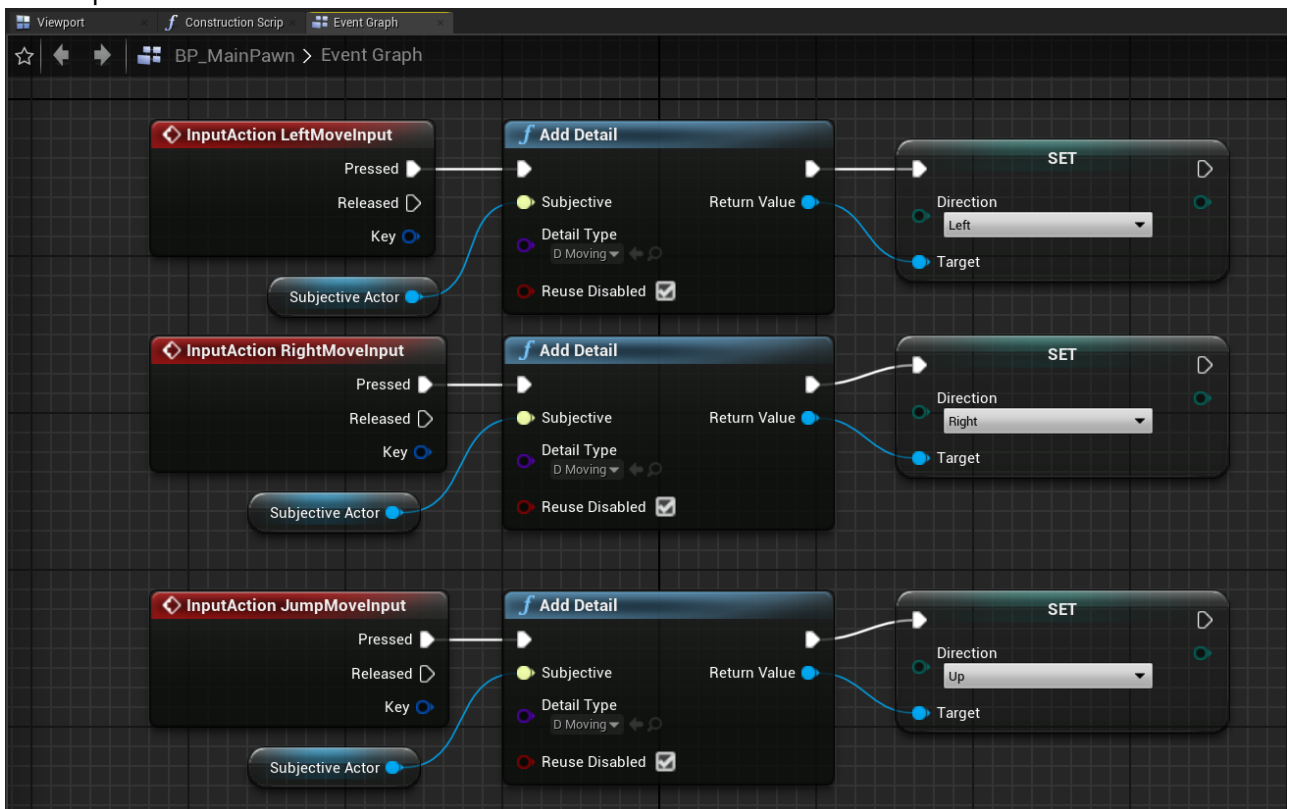 Viewport
Construction Scrip
Event Graph
BP_MainPawn > Event Graph
InputAction LeftMoveInput
Pressed
Released
Key
Subjective Actor
f Add Detail
Subjective
Return Value
Detail Type
D Moving
Reuse Disabled
SET
Direction
Left
Target
InputAction RightMoveInput
Pressed
Released
Key
Subjective Actor
f Add Detail
Subjective
Return Value
Detail Type
D Moving
Reuse Disabled
SET
Direction
Right
Target
InputAction JumpMoveInput
Pressed
Released
Key
Subjective Actor
f Add Detail
Subjective
Return Value
Detail Type
D Moving
Reuse Disabled
SET
Direction
Up
Target